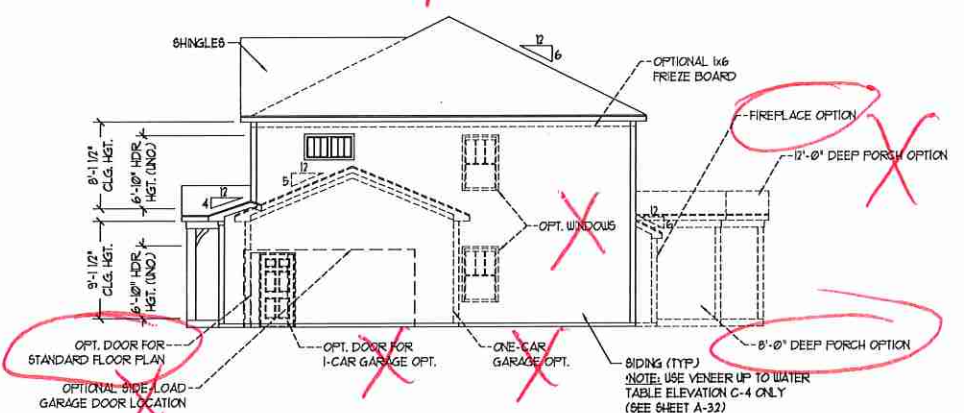 SHINGLES
12
6
OPTIONAL 1x6
FRIEZE BOARD
FIREPLACE OPTION
12'-0" DEEP PORCH OPTION
8'-1 1/2"
CLG. HGT.
6'-10" HDR.
HGT. (UNO)
12
5
12
4
12
6
OPT. WINDOWS
9'-1 1/2"
CLG. HGT.
6'-10" HDR.
HGT. (UNO)
OPT. DOOR FOR
STANDARD FLOOR PLAN
OPT. DOOR FOR
1-CAR GARAGE OPT.
ONE-CAR
GARAGE OPT.
8'-0" DEEP PORCH OPTION
OPTIONAL SIDE-LOAD
GARAGE DOOR LOCATION
SIDING (TYP)
NOTE: USE VENEER UP TO WATER
TABLE ELEVATION C-4 ONLY
(SEE SHEET A-3.2)